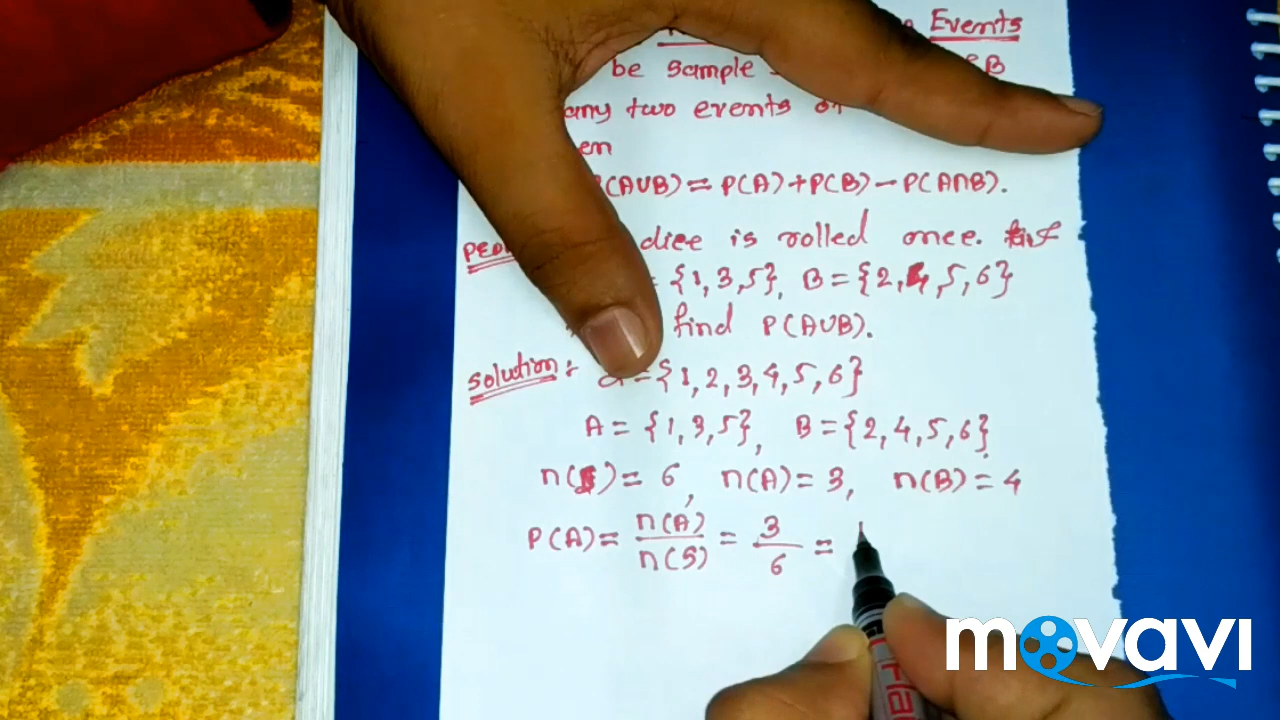 Events
be sample
any two events of
en
P(AUB) = P(A)+P(B)-P(A∩B).
dice is rolled once.
= {1,3,5}, B = {2,4,5,6}
find P(AUB).
Solution: = {1,2,3,4,5,6}
A = {1,3,5}, B = {2,4,5,6}
n(S) = 6, n(A) = 3, n(B) = 4
P(A) = n(A)/n(S) = 3/6 =
movavi